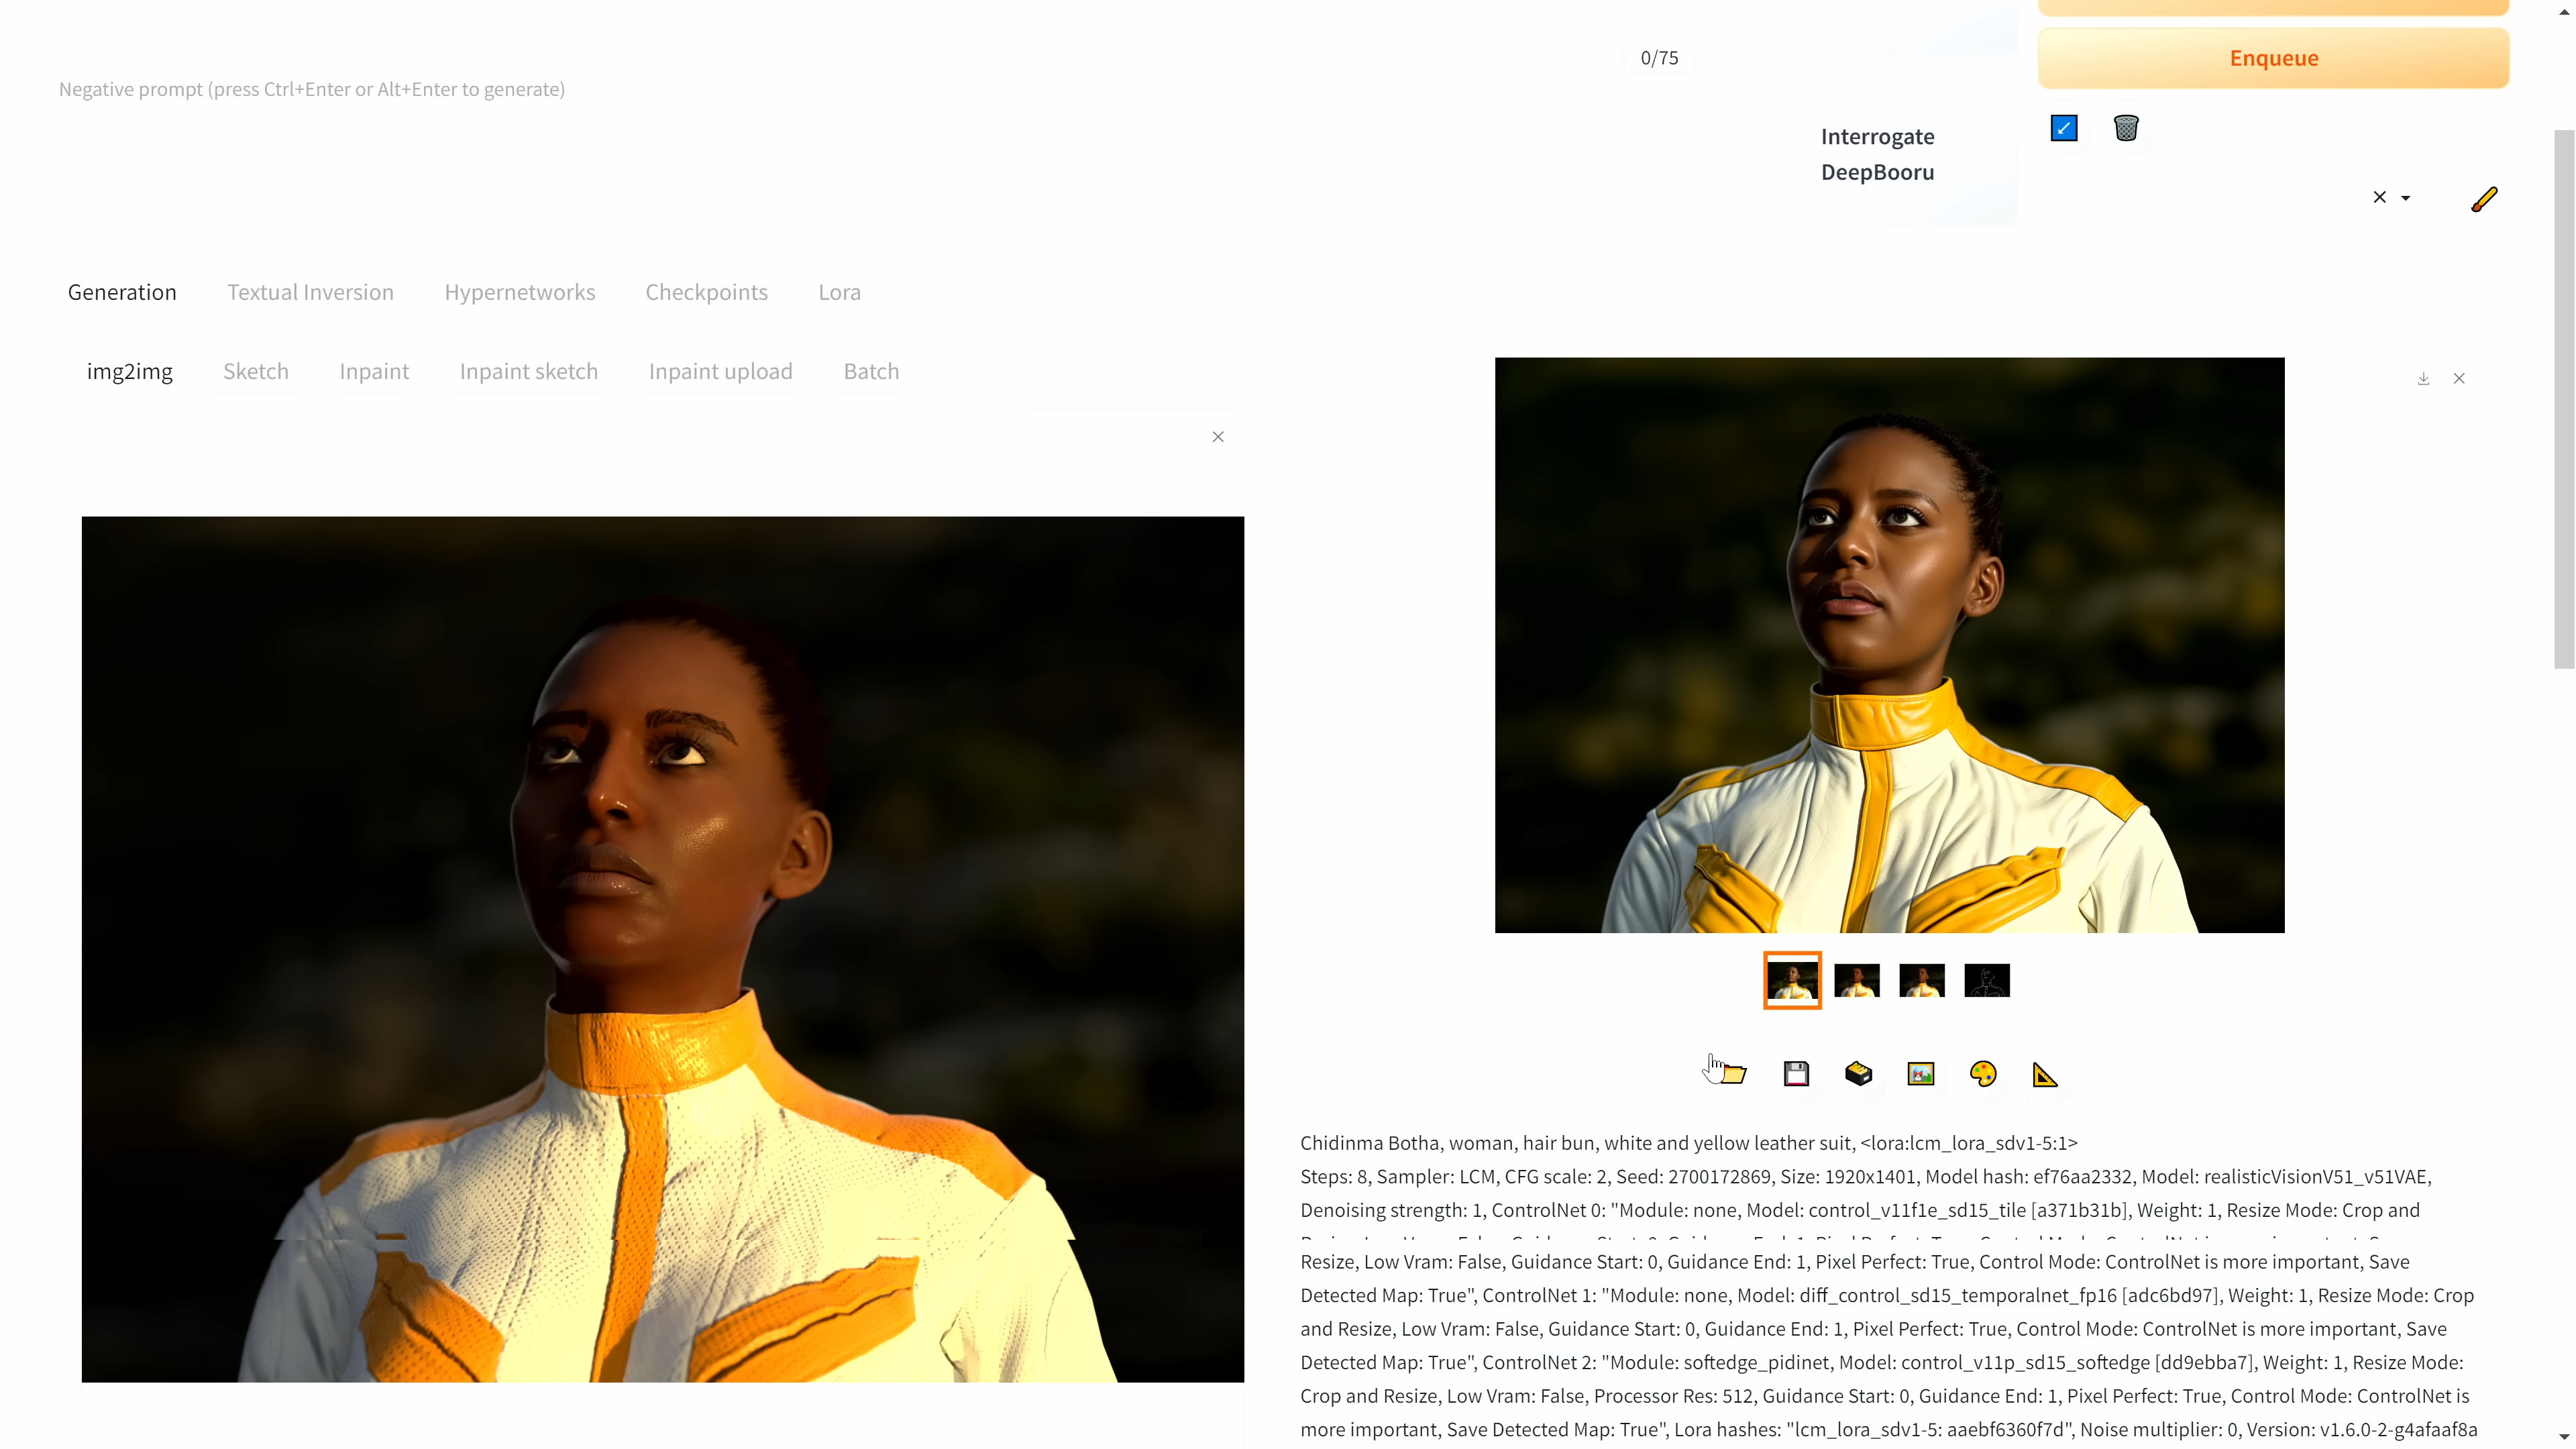 0/75
Enqueue
Negative prompt (press Ctrl+Enter or Alt+Enter to generate)
Interrogate
DeepBooru
Generation Textual Inversion Hypernetworks Checkpoints Lora
img2img Sketch Inpaint Inpaint sketch Inpaint upload Batch
Chidinma Botha, woman, hair bun, white and yellow leather suit, <lora:lcm_lora_sdv1-5:1>
Steps: 8, Sampler: LCM, CFG scale: 2, Seed: 2700172869, Size: 1920x1401, Model hash: ef76aa2332, Model: realisticVisionV51_v51VAE,
Denoising strength: 1, ControlNet 0: "Module: none, Model: control_v11f1e_sd15_tile [a371b31b], Weight: 1, Resize Mode: Crop and
Resize, Low Vram: False, Guidance Start: 0, Guidance End: 1, Pixel Perfect: True, Control Mode: ControlNet is more important, Save
Detected Map: True", ControlNet 1: "Module: none, Model: diff_control_sd15_temporalnet_fp16 [adc6bd97], Weight: 1, Resize Mode: Crop
and Resize, Low Vram: False, Guidance Start: 0, Guidance End: 1, Pixel Perfect: True, Control Mode: ControlNet is more important, Save
Detected Map: True", ControlNet 2: "Module: softedge_pidinet, Model: control_v11p_sd15_softedge [dd9ebba7], Weight: 1, Resize Mode:
Crop and Resize, Low Vram: False, Processor Res: 512, Guidance Start: 0, Guidance End: 1, Pixel Perfect: True, Control Mode: ControlNet is
more important, Save Detected Map: True", Lora hashes: "lcm_lora_sdv1-5: aaebf6360f7d", Noise multiplier: 0, Version: v1.6.0-2-g4afaaf8a